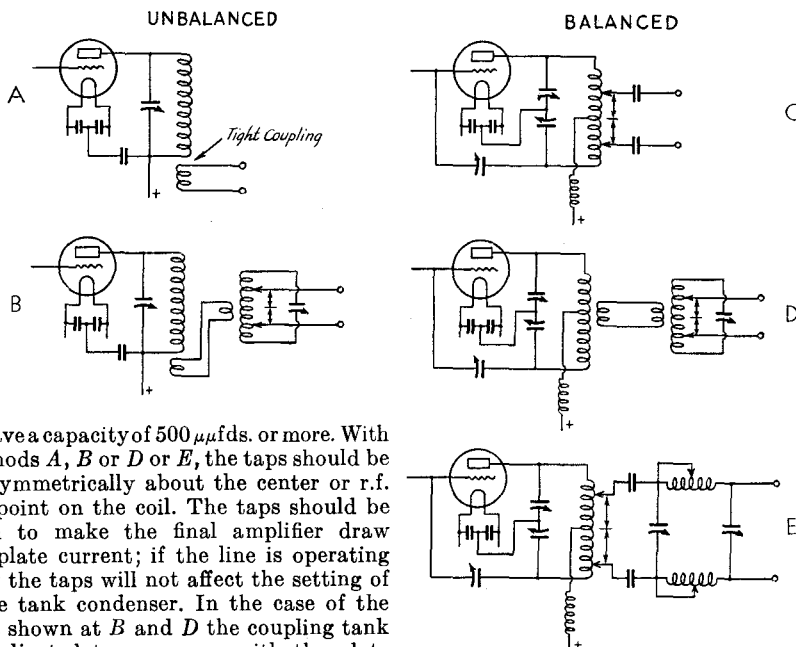 UNBALANCED
BALANCED
A
Tight Coupling
+
C
+
B
+
D
+
ve a capacity of 500 μμfds. or more. With
A, B or D or E, the taps should be
symmetrically about the center or r.f.
point on the coil. The taps should be
to make the final amplifier draw
plate current; if the line is operating
the taps will not affect the setting of
tank condenser. In the case of the
shown at B and D the coupling tank
E
+